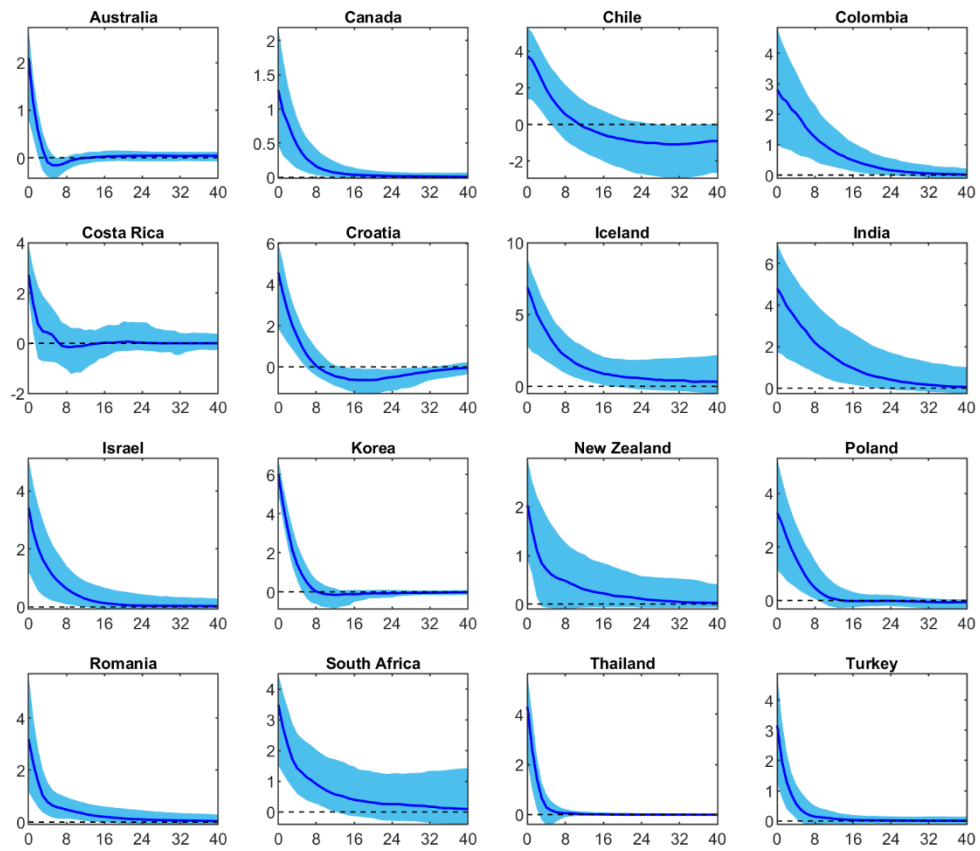 Australia Canada Chile Colombia
2 1 0
2 1.5 1 0.5 0
4 2 0 -2
5 4 3 2 1 0
0 8 16 24 32 40 0 8 16 24 32 40 0 8 16 24 32 40 0 8 16 24 32 40
Costa Rica Croatia Iceland India
4 2 0 -2
6 4 2 0
10 5 0
6 4 2 0
0 8 16 24 32 40 0 8 16 24 32 40 0 8 16 24 32 40 0 8 16 24 32 40
Israel Korea New Zealand Poland
4 2 0
6 4 2 0
2 1 0
4 2 0
0 8 16 24 32 40 0 8 16 24 32 40 0 8 16 24 32 40 0 8 16 24 32 40
Romania South Africa Thailand Turkey
4 2 0
4 3 2 1 0
4 2 0
4 3 2 1 0
0 8 16 24 32 40 0 8 16 24 32 40 0 8 16 24 32 40 0 8 16 24 32 40